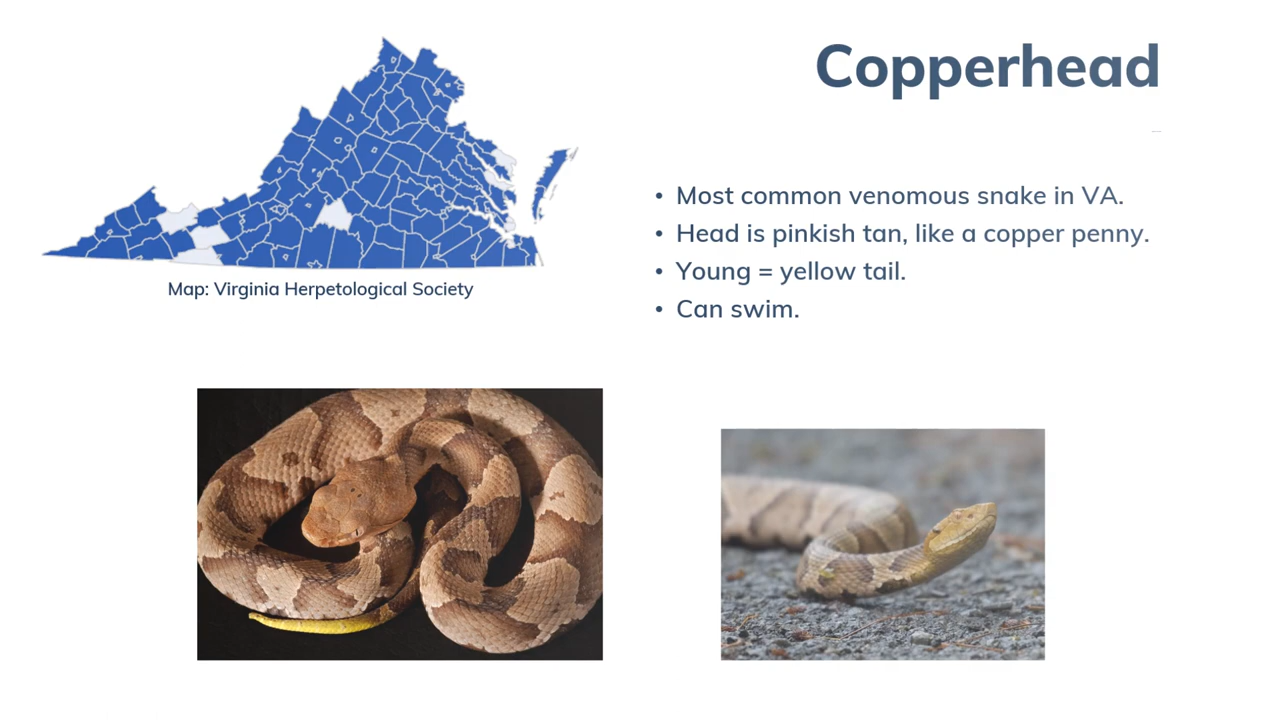 Copperhead
• Most common venomous snake in VA.
• Head is pinkish tan, like a copper penny.
• Young = yellow tail.
• Can swim.
Map: Virginia Herpetological Society